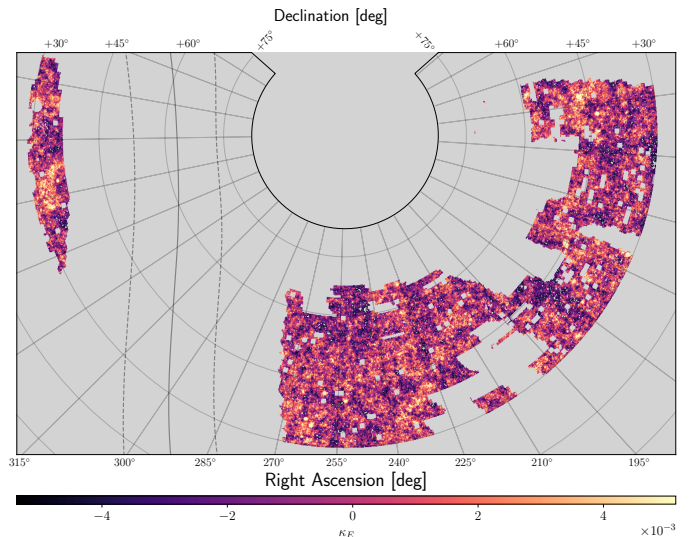 Declination [deg]
+30° +45° +60° +75° +75° +60° +45° +30°
315° 300° 285° 270° 255° 240° 225° 210° 195°
Right Ascension [deg]
−4 −2 0 2 4
κ_E ×10⁻³